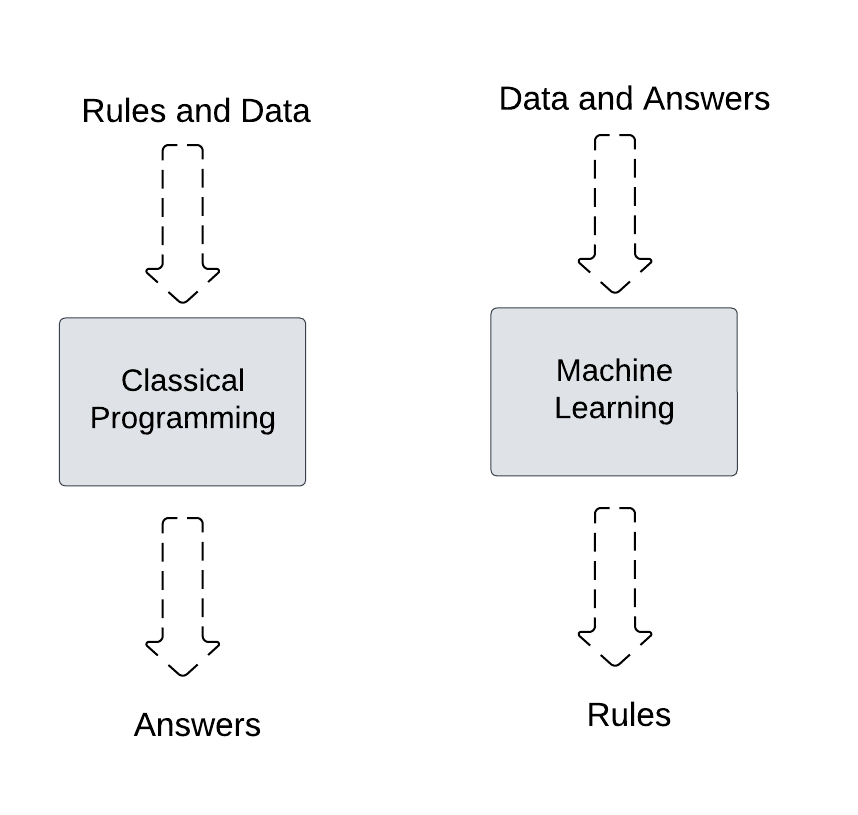 Rules and Data
Classical
Programming
Answers
Data and Answers
Machine
Learning
Rules